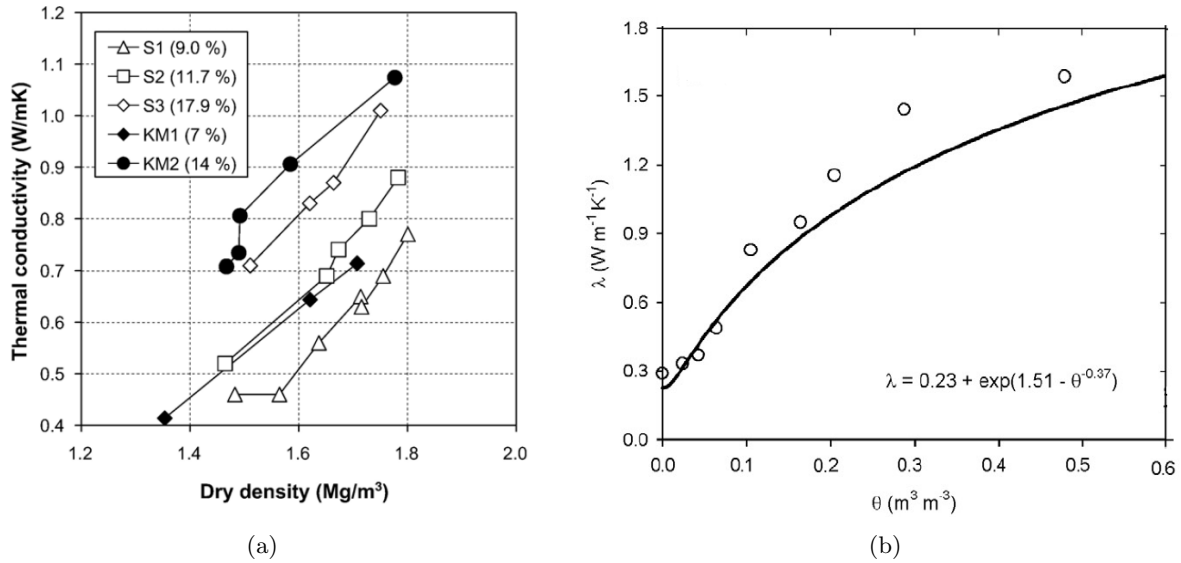 1.2
1.1
1.0
0.9
0.8
0.7
0.6
0.5
0.4
Thermal conductivity (W/mK)
S1 (9.0 %)
S2 (11.7 %)
S3 (17.9 %)
KM1 (7 %)
KM2 (14 %)
1.2 1.4 1.6 1.8 2.0
Dry density (Mg/m³)
(a)
1.8
1.5
1.2
0.9
0.6
0.3
0.0
λ (W m⁻¹K⁻¹)
λ = 0.23 + exp(1.51 - θ⁻⁰·³⁷)
0.0 0.1 0.2 0.3 0.4 0.5 0.6
θ (m³ m⁻³)
(b)